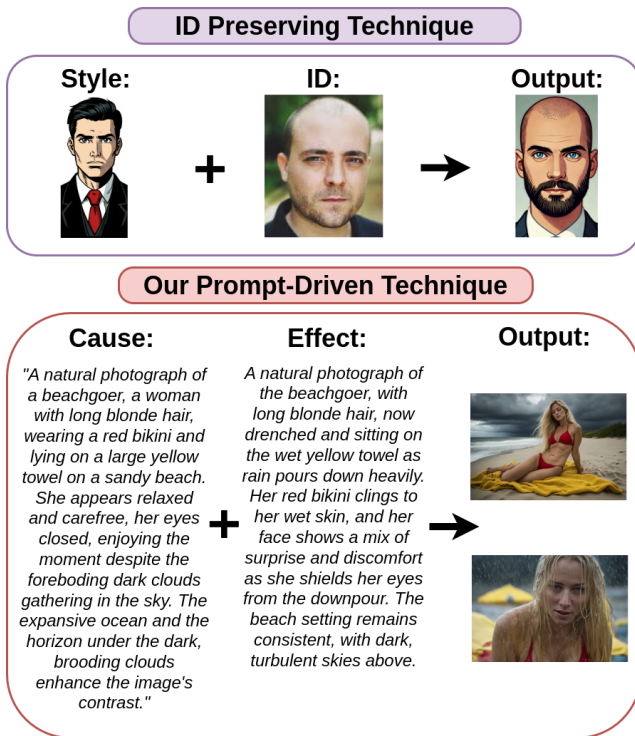 ID Preserving Technique
Style:
ID:
Output:
Our Prompt-Driven Technique
Cause:
Effect:
Output:
"A natural photograph of
a beachgoer, a woman
with long blonde hair,
wearing a red bikini and
lying on a large yellow
towel on a sandy beach.
She appears relaxed
and carefree, her eyes
closed, enjoying the
moment despite the
foreboding dark clouds
gathering in the sky. The
expansive ocean and the
horizon under the dark,
brooding clouds
enhance the image's
contrast."
A natural photograph of
the beachgoer, with
long blonde hair, now
drenched and sitting on
the wet yellow towel as
rain pours down heavily.
Her red bikini clings to
her wet skin, and her
face shows a mix of
surprise and discomfort
as she shields her eyes
from the downpour. The
beach setting remains
consistent, with dark,
turbulent skies above.